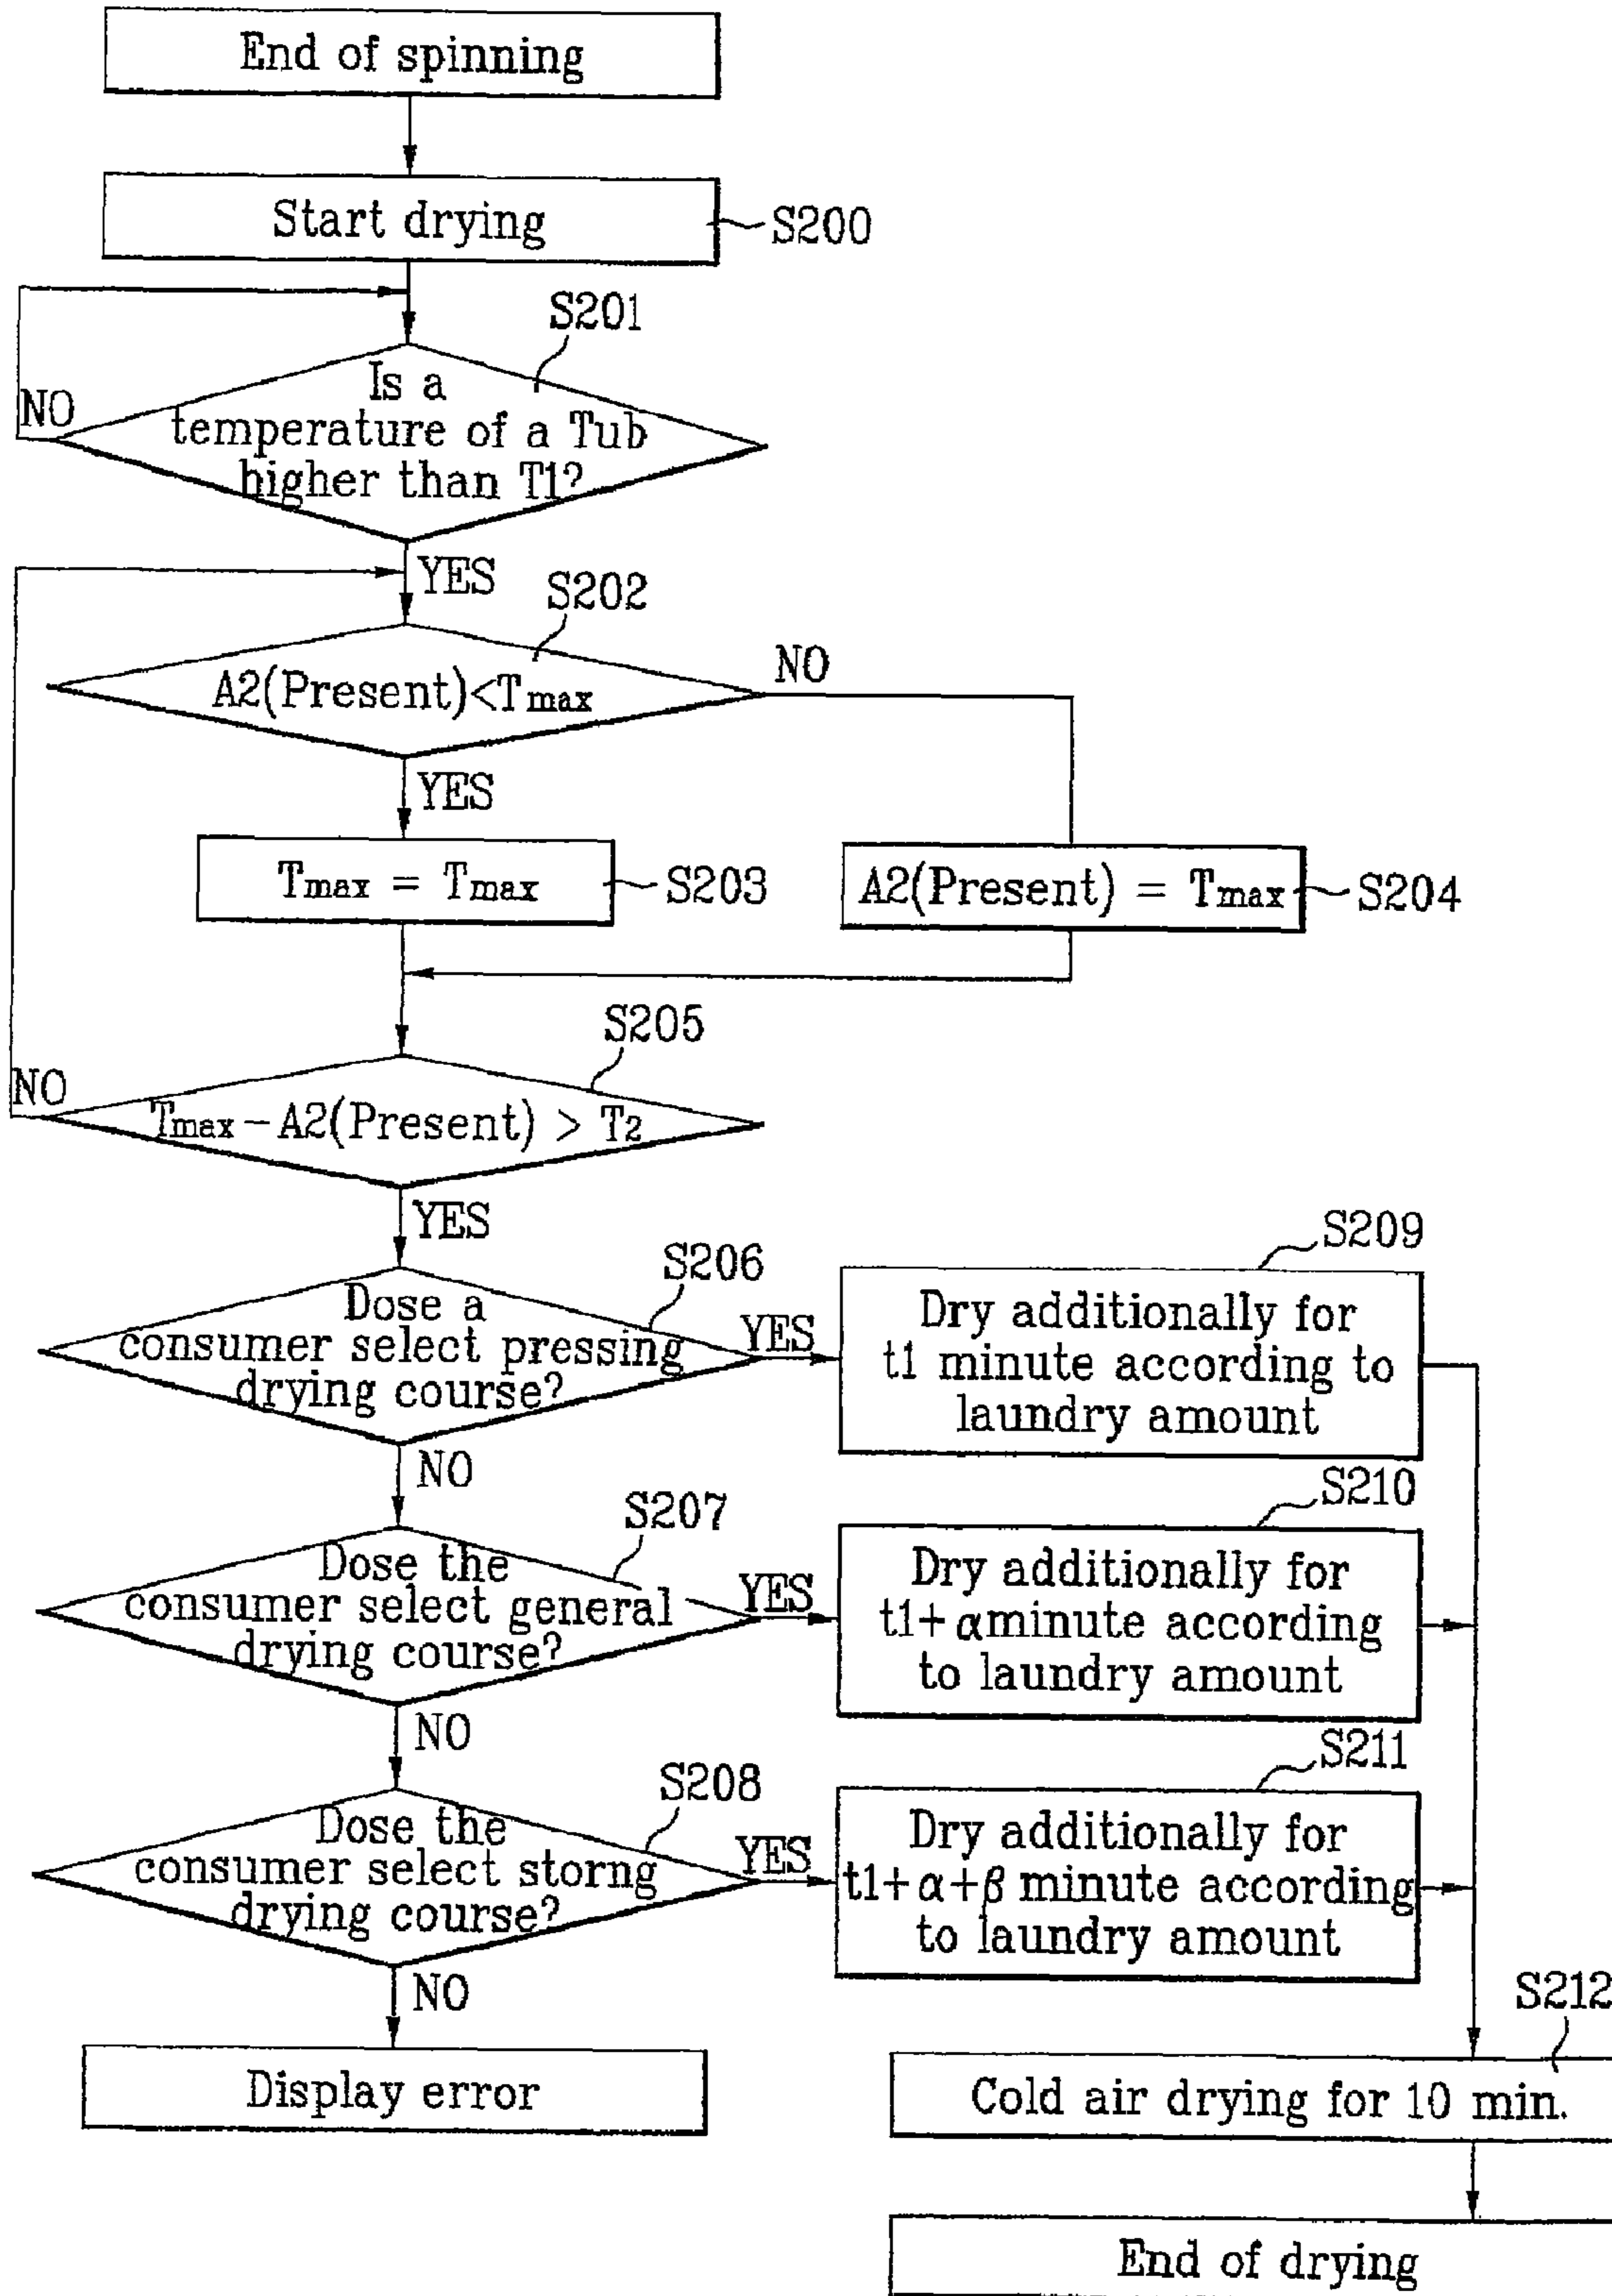 End of spinning
Start drying
S200
S201
Is a
temperature of a Tub
higher than T1?
NO
YES
S202
A2(Present)<Tmax
NO
YES
Tmax = Tmax
S203
A2(Present) = Tmax
S204
S205
Tmax-A2(Present) > T2
NO
YES
S206
Dose a
consumer select pressing
drying course?
YES
S209
Dry additionally for
t1 minute according to
laundry amount
NO
S207
Dose the
consumer select general
drying course?
YES
S210
Dry additionally for
t1+αminute according
to laundry amount
NO
S208
Dose the
consumer select storng
drying course?
YES
S211
Dry additionally for
t1+α+β minute according
to laundry amount
NO
Display error
S212
Cold air drying for 10 min.
End of drying